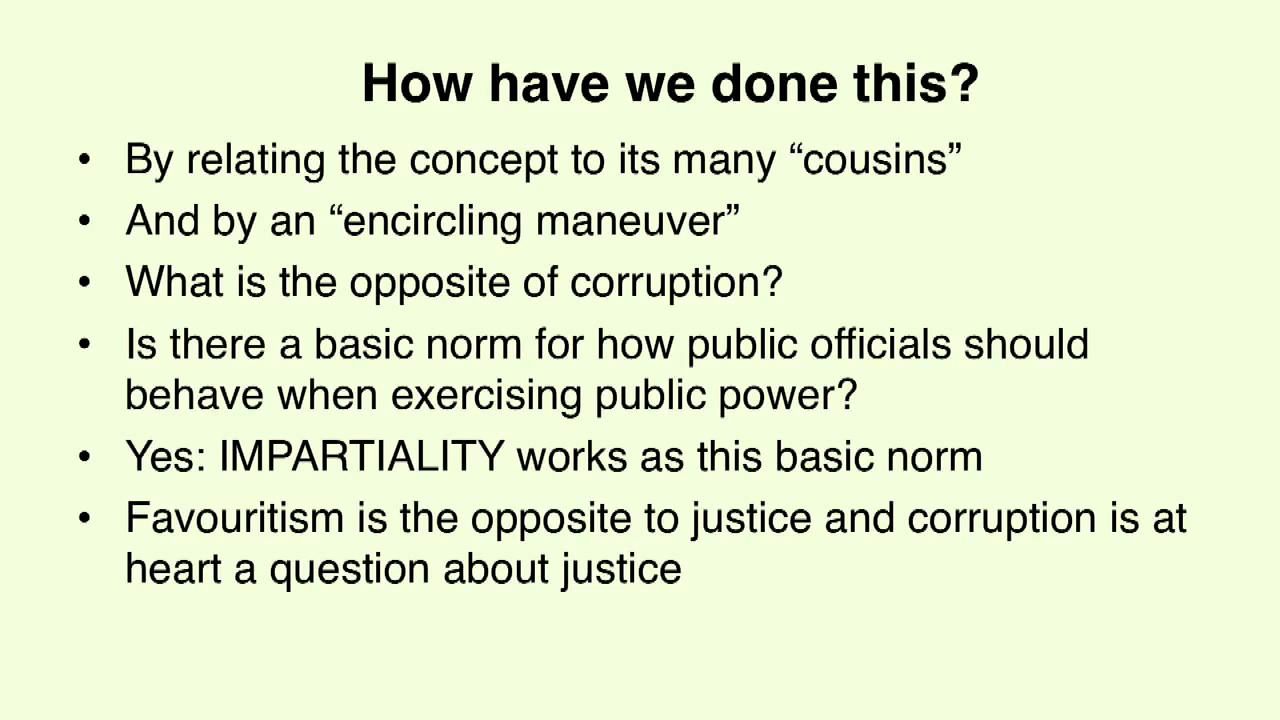 How have we done this?
• By relating the concept to its many “cousins”
• And by an “encircling maneuver”
• What is the opposite of corruption?
• Is there a basic norm for how public officials should
behave when exercising public power?
• Yes: IMPARTIALITY works as this basic norm
• Favouritism is the opposite to justice and corruption is at
heart a question about justice